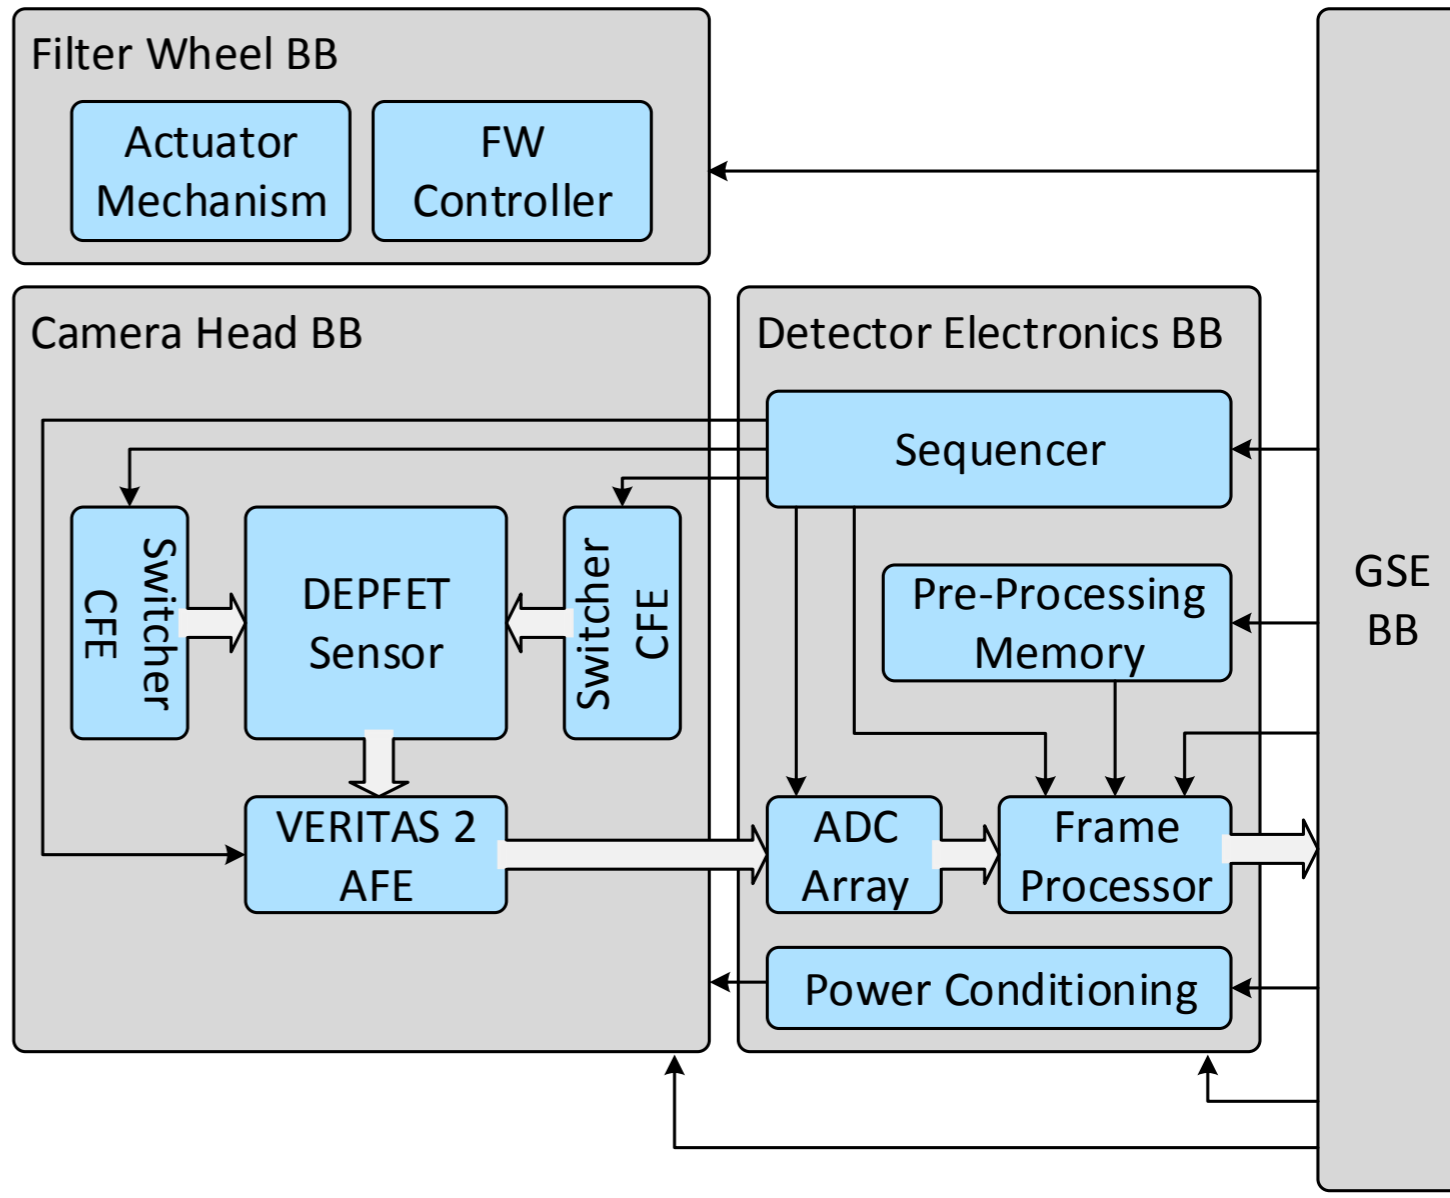 Filter Wheel BB
Actuator
Mechanism
FW
Controller
Camera Head BB
Switcher
CFE
DEPFET
Sensor
Switcher
CFE
VERITAS 2
AFE
Detector Electronics BB
Sequencer
Pre-Processing
Memory
ADC
Array
Frame
Processor
Power Conditioning
GSE
BB